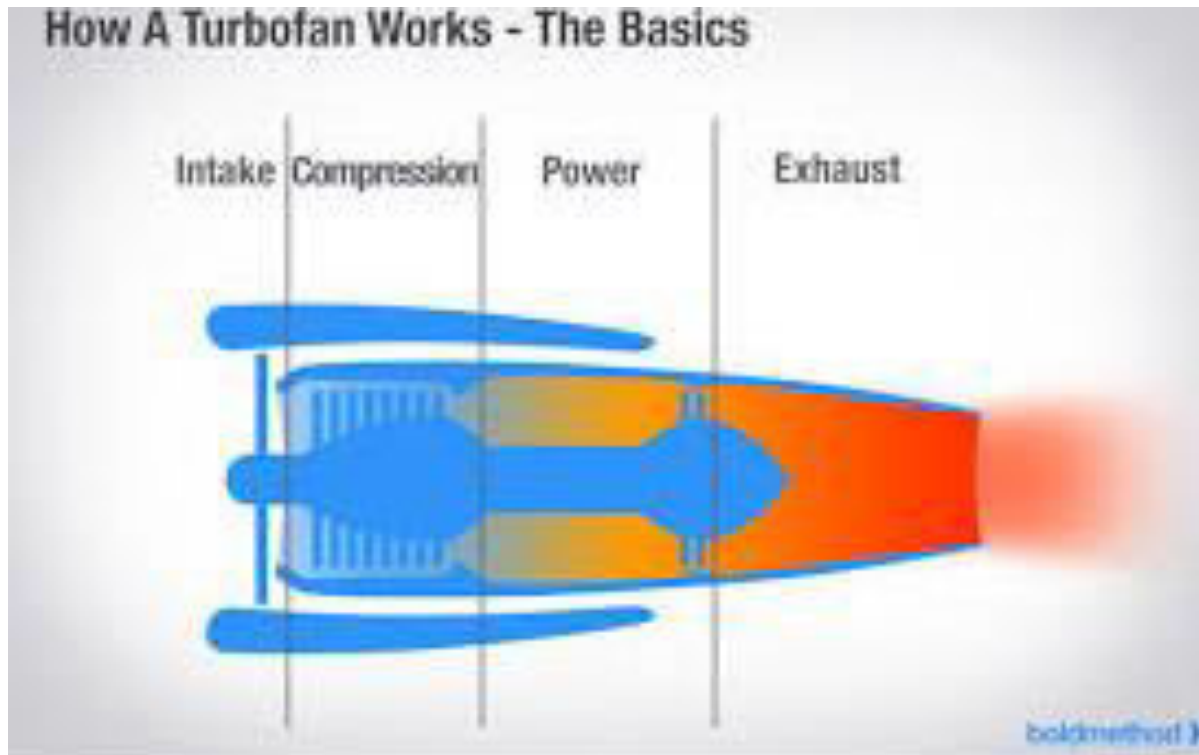 How A Turbofan Works - The Basics
Intake Compression Power Exhaust
boldmethod